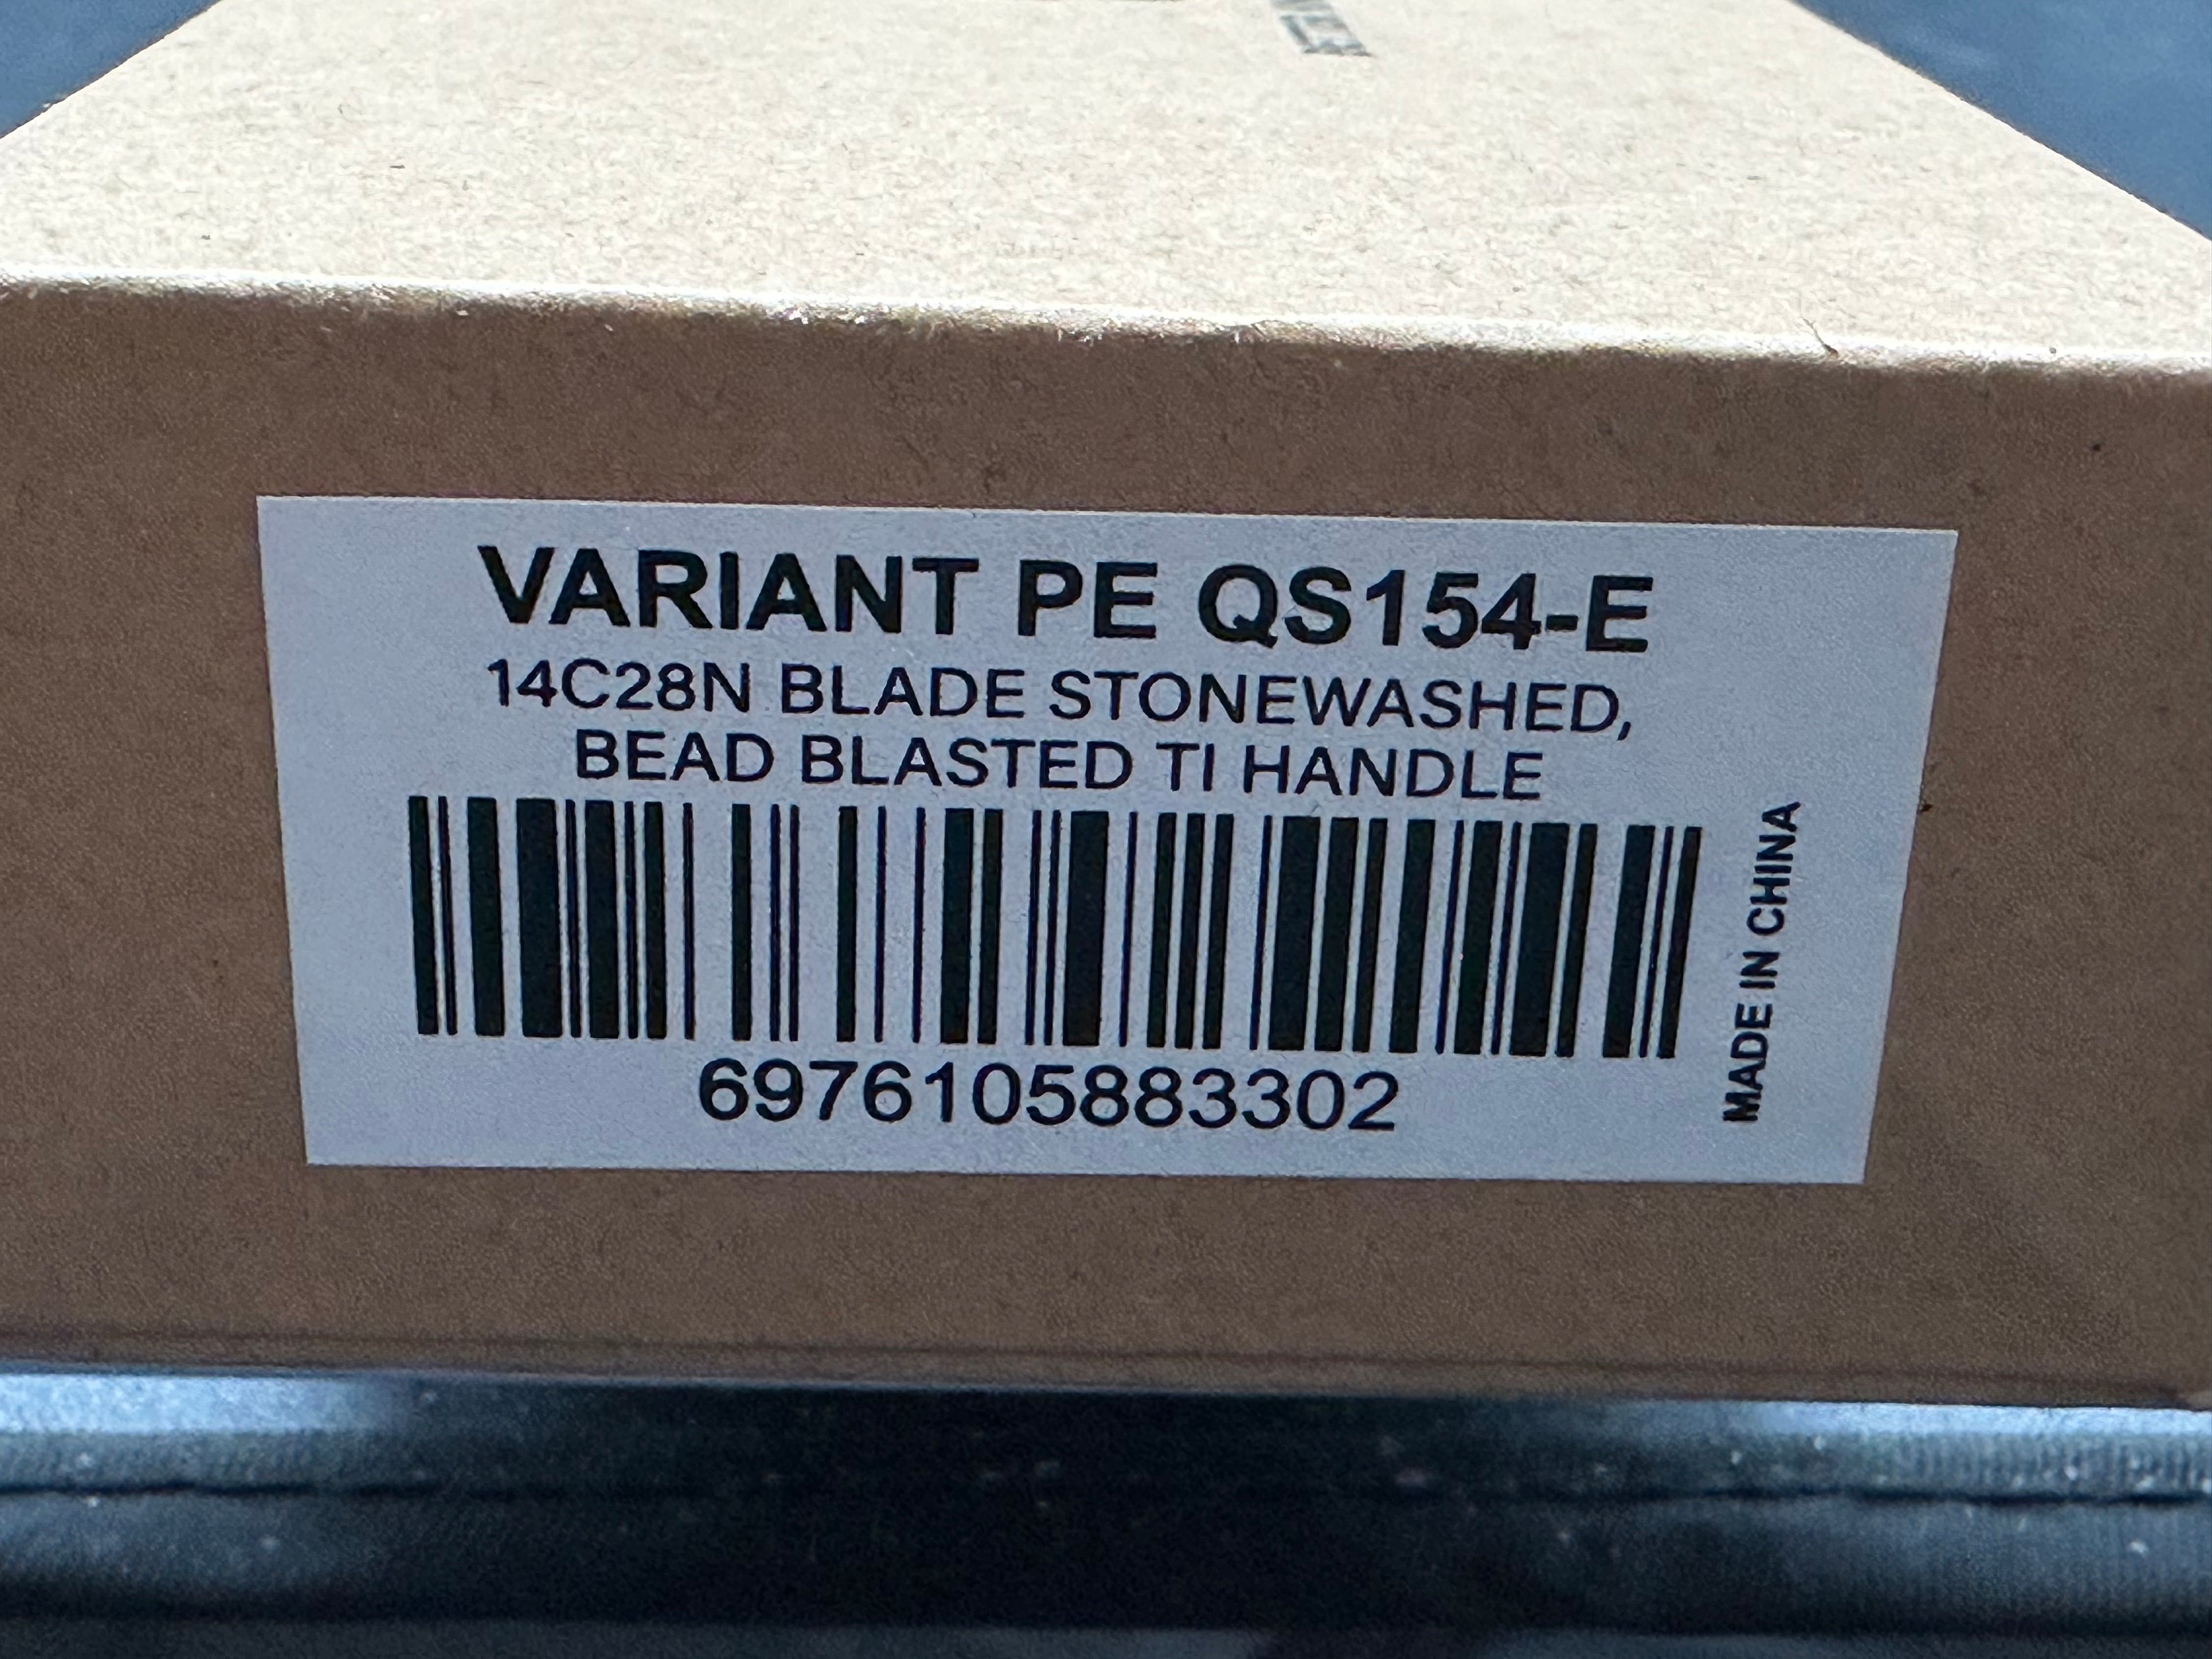 VARIANT PE QS154-E
14C28N BLADE STONEWASHED,
BEAD BLASTED TI HANDLE
6976105883302
MADE IN CHINA